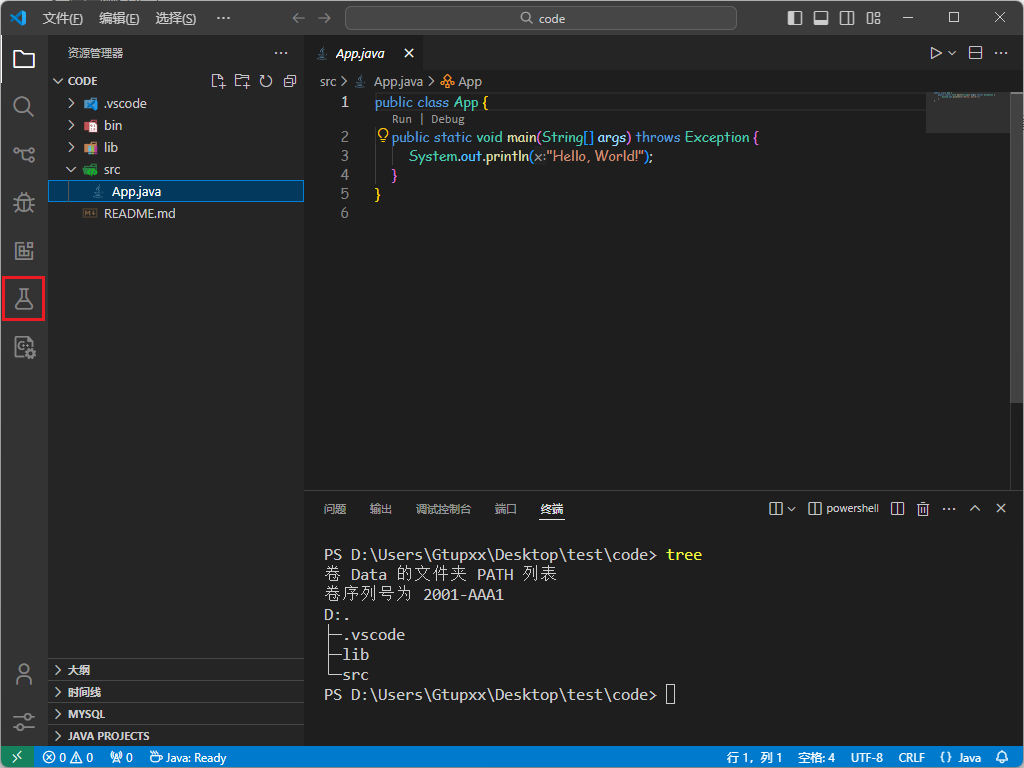 文件(F) 编辑(E) 选择(S) ···
code
资源管理器 ···
CODE
.vscode
bin
lib
src
App.java
README.md
大纲
时间线
MYSQL
JAVA PROJECTS
App.java
src > App.java > App
1 public class App {
Run | Debug
2 public static void main(String[] args) throws Exception {
3 System.out.println(x:"Hello, World!");
4 }
5 }
6
问题 输出 调试控制台 端口 终端
powershell
PS D:\Users\Gtupxx\Desktop\test\code> tree
卷 Data 的文件夹 PATH 列表
卷序列号为 2001-AAA1
D:.
├─.vscode
├─lib
└─src
PS D:\Users\Gtupxx\Desktop\test\code>
0 0 0 Java: Ready 行 1，列 1 空格: 4 UTF-8 CRLF {} Java